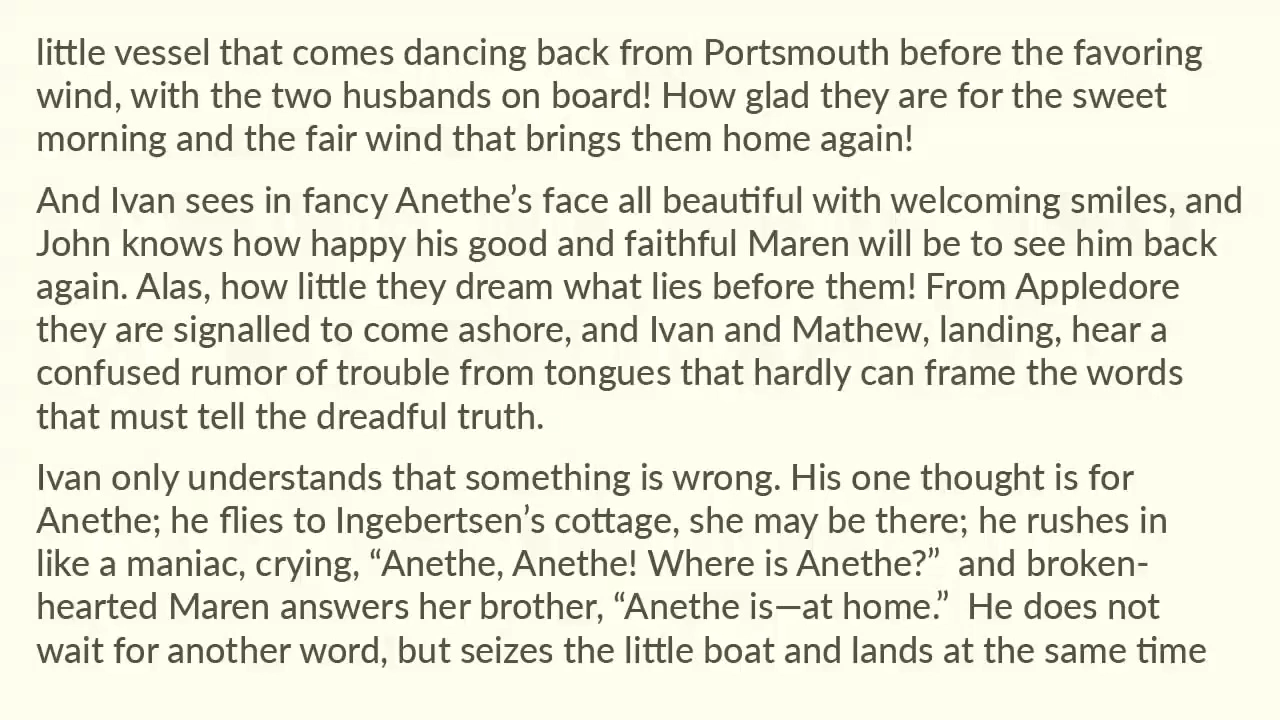 little vessel that comes dancing back from Portsmouth before the favoring
wind, with the two husbands on board! How glad they are for the sweet
morning and the fair wind that brings them home again!
And Ivan sees in fancy Anethe’s face all beautiful with welcoming smiles, and
John knows how happy his good and faithful Maren will be to see him back
again. Alas, how little they dream what lies before them! From Appledore
they are signalled to come ashore, and Ivan and Mathew, landing, hear a
confused rumor of trouble from tongues that hardly can frame the words
that must tell the dreadful truth.
Ivan only understands that something is wrong. His one thought is for
Anethe; he flies to Ingebertsen’s cottage, she may be there; he rushes in
like a maniac, crying, “Anethe, Anethe! Where is Anethe?”  and broken-
hearted Maren answers her brother, “Anethe is—at home.”  He does not
wait for another word, but seizes the little boat and lands at the same time